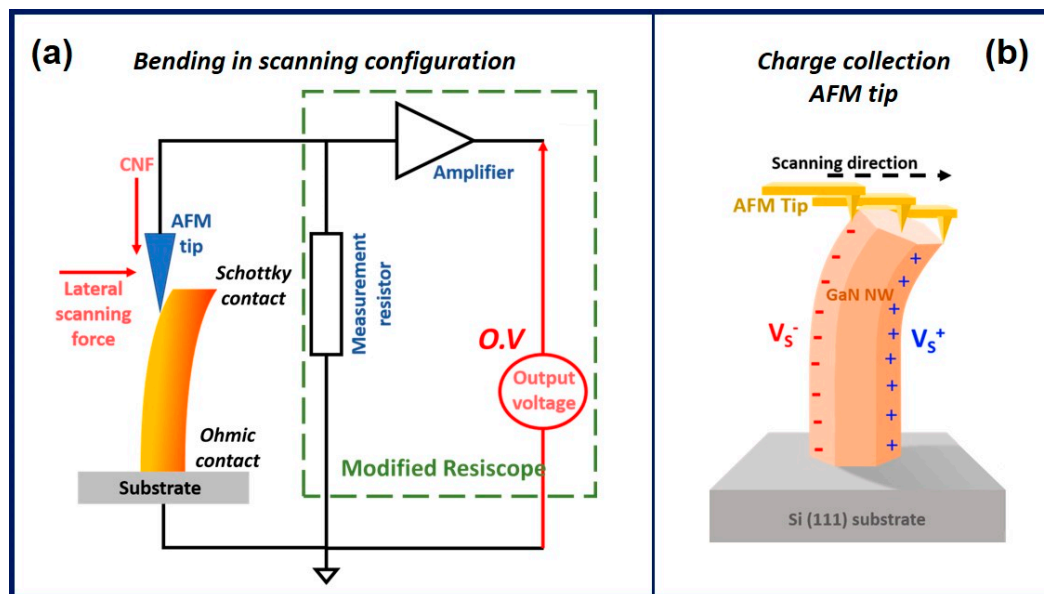 (a)
Bending in scanning configuration
CNF
AFM
tip
Lateral
scanning
force
Schottky
contact
Ohmic
contact
Substrate
Measurement
resistor
Amplifier
O.V
Output
voltage
Modified Resiscope
(b)
Charge collection
AFM tip
Scanning direction
AFM Tip
- 
+
GaN NW
Vs-
Vs+
Si (111) substrate